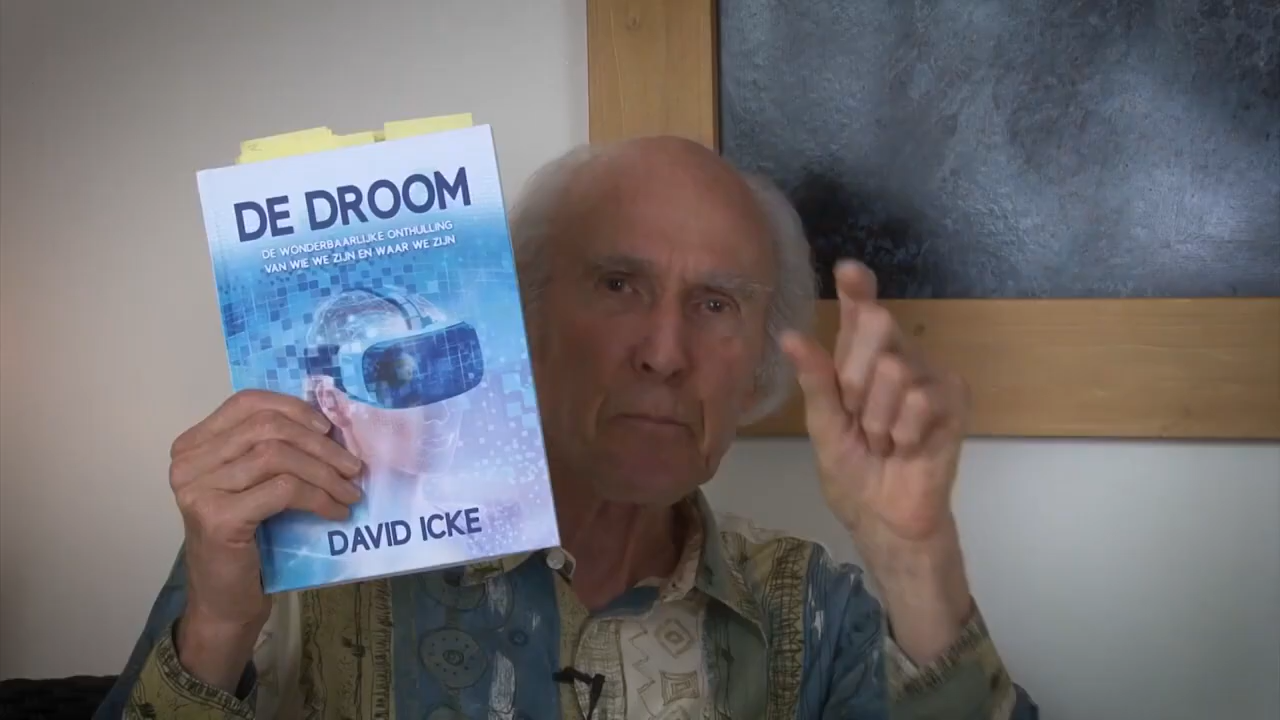 DE DROOM
DE WONDERBAARLIJKE ONTHULLING
VAN WIE WE ZIJN EN WAAR WE ZIJN
DAVID ICKE